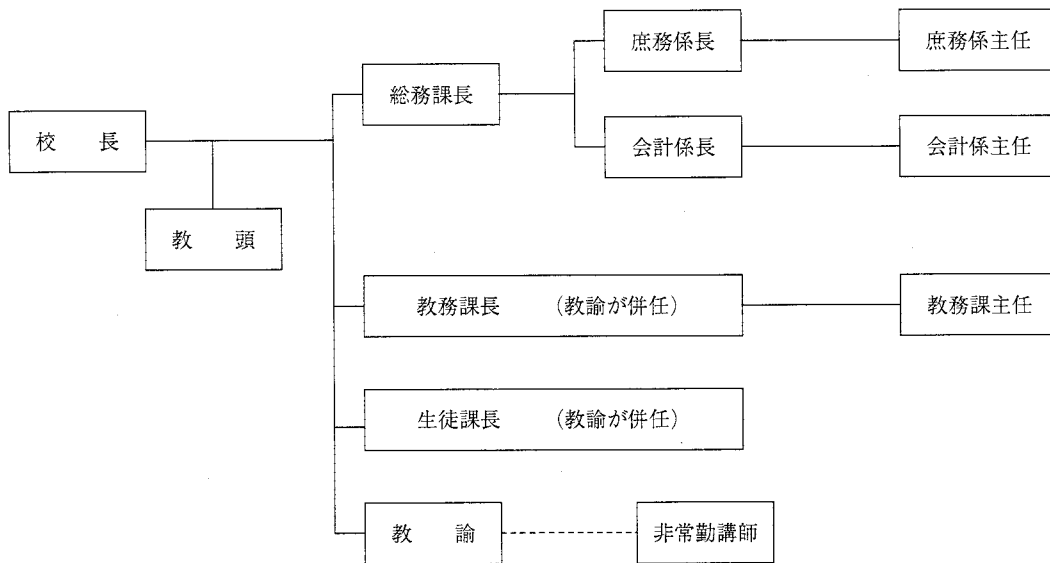 庶務係長
庶務係主任
総務課長
校長
会計係長
会計係主任
教頭
教務課長 (教諭が併任)
教務課主任
生徒課長 (教諭が併任)
教諭
非常勤講師